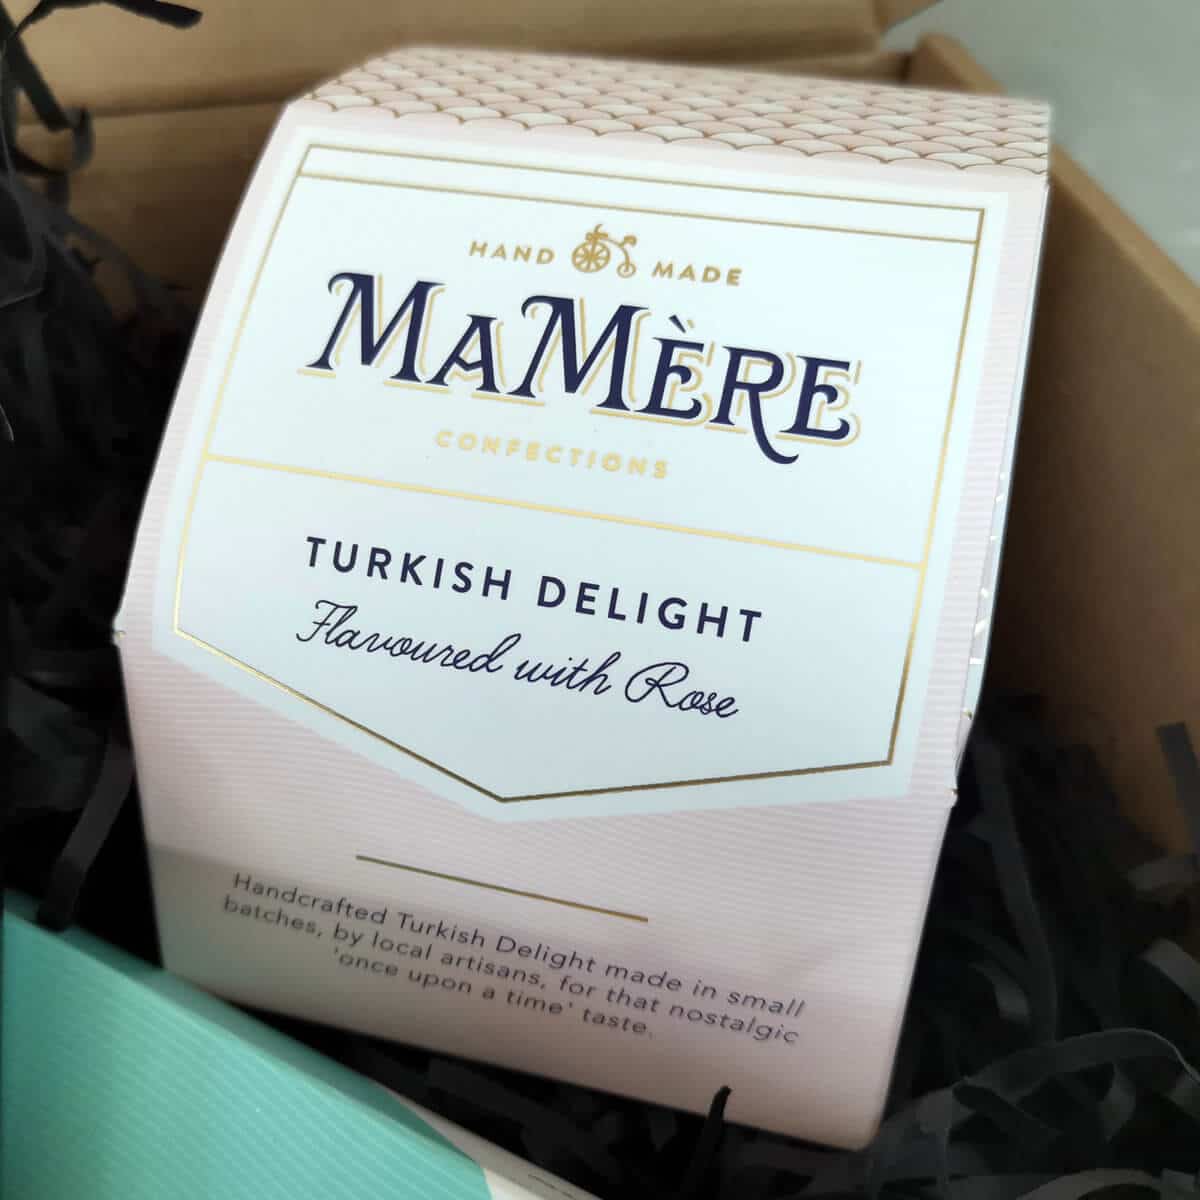 HAND MADE
MAMÈRE
CONFECTIONS
TURKISH DELIGHT
Flavoured with Rose
Handcrafted Turkish Delight made in small
batches, by local artisans, for that nostalgic
'once upon a time' taste.